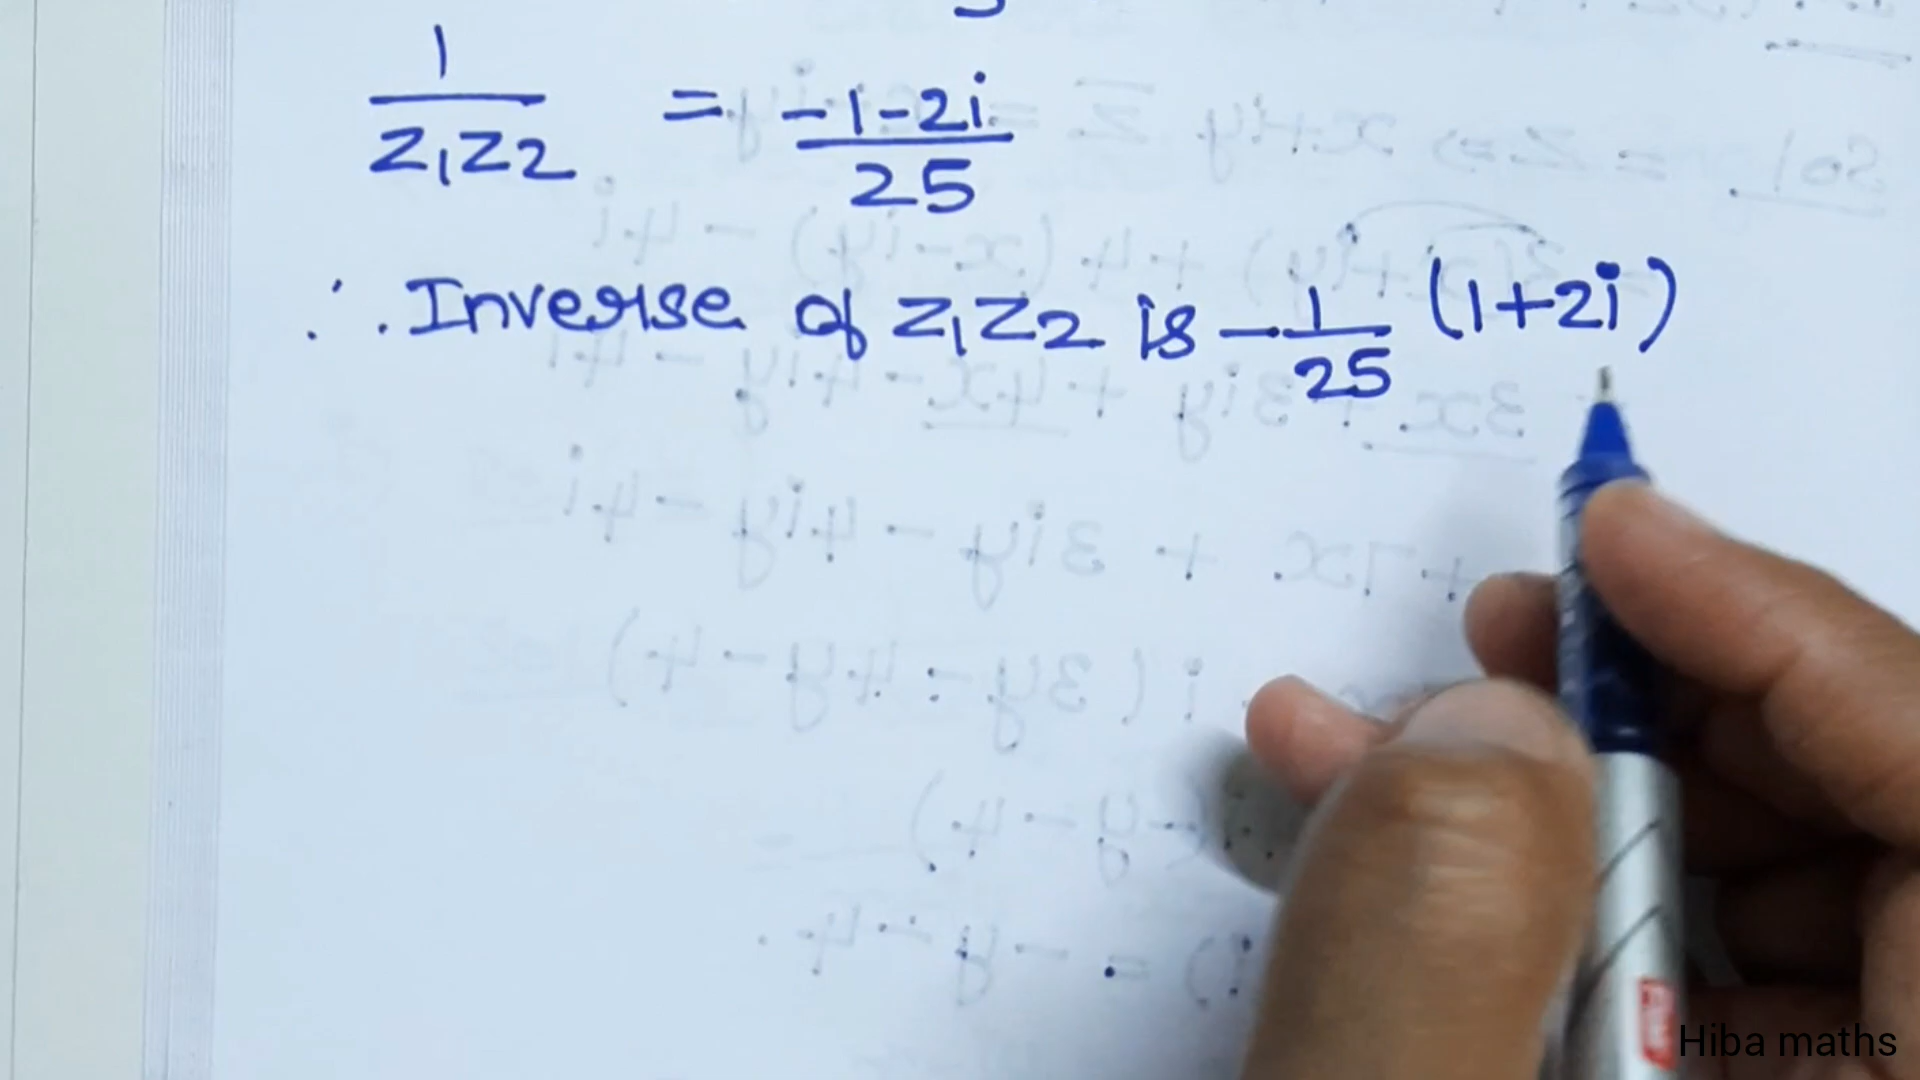 1/(z₁z₂) = (-1-2i)/25
∴ Inverse of z₁z₂ is -1/25 (1+2i)
Hiba maths